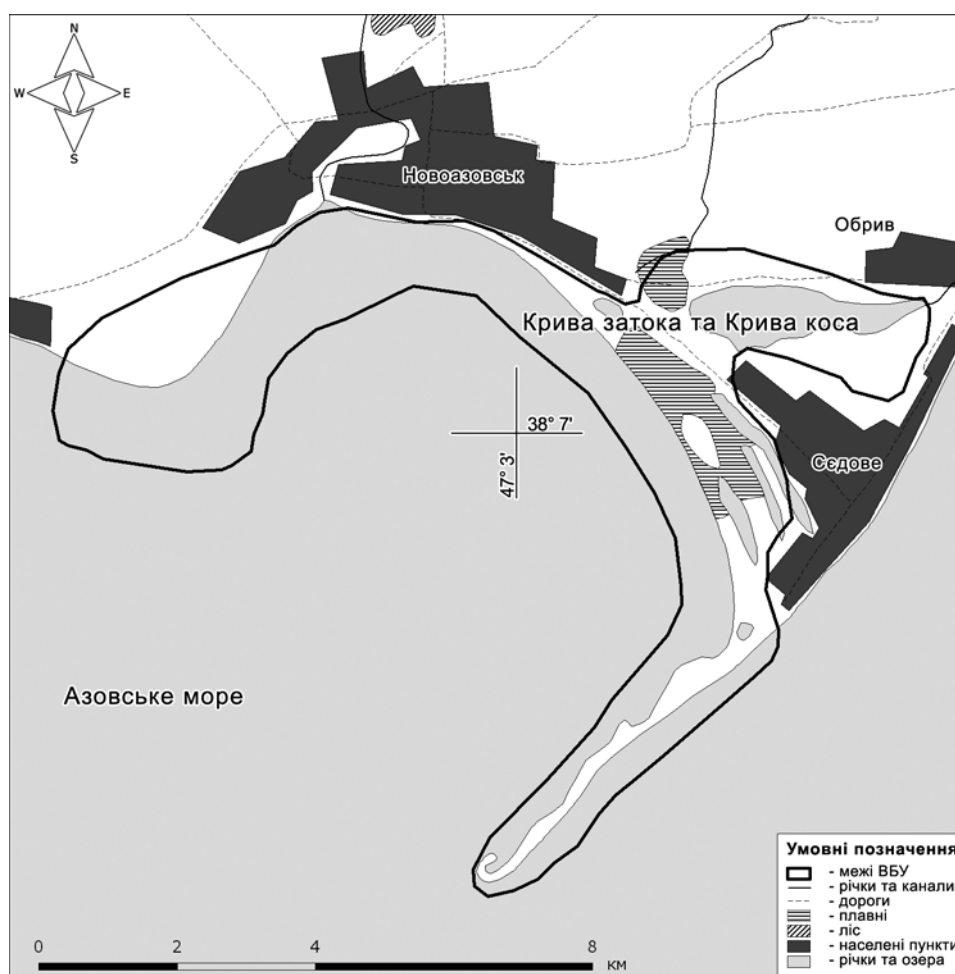 N
W E
S
Новоазовськ
Обрив
Крива затока та Крива коса
38° 7'
47° 3'
Сєдове
Азовське море
Умовні позначення
- межі ВБУ
- річки та канали
- дороги
- плавні
- ліс
- населені пункти
- річки та озера
0 2 4 8
км